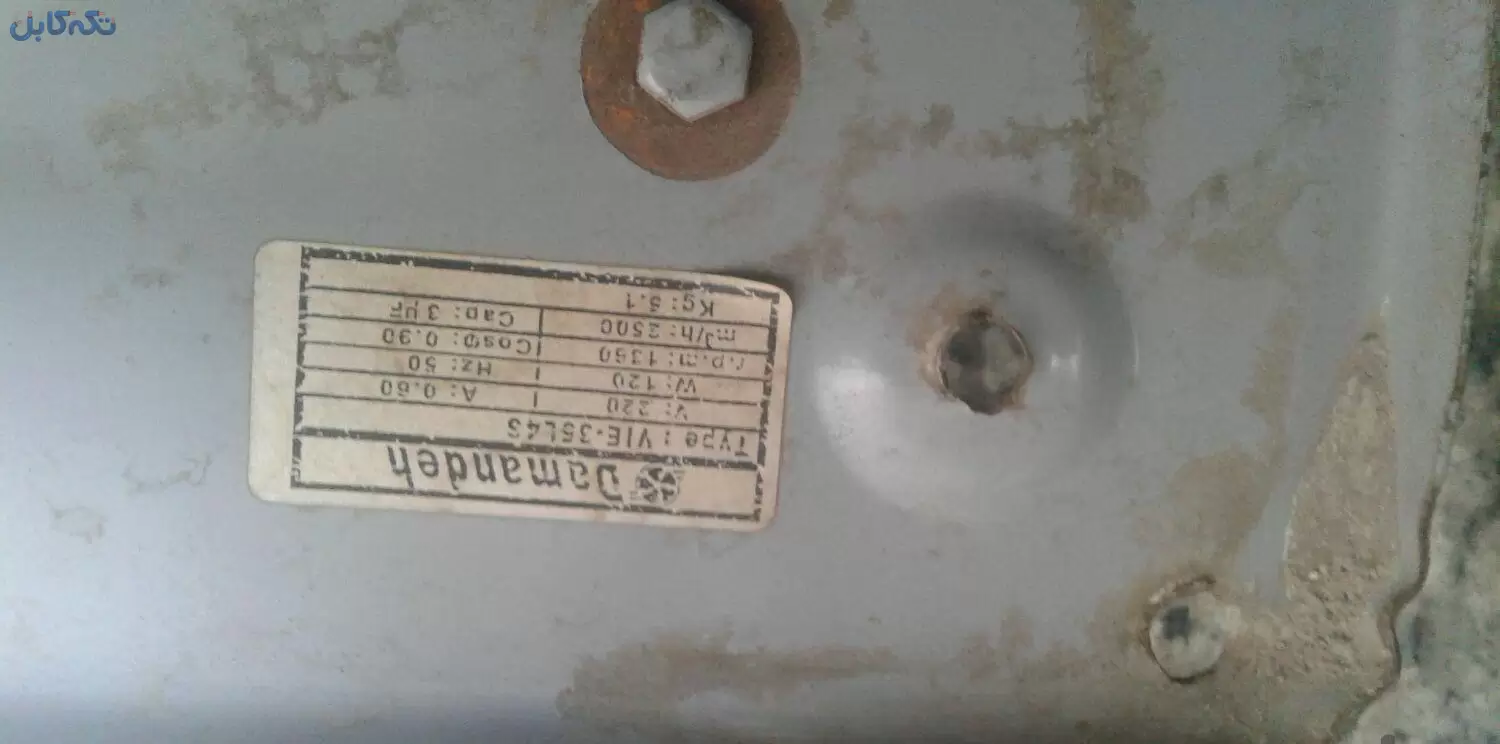 تکه کابل
Damandeh
Type : VIE-35L4S
V: 220 A: 0.60
W: 120 Hz: 50
r.p.m: 1360 Cosφ: 0.90
m³/h: 2500 Cap: 3 µF
Kg: 5.1